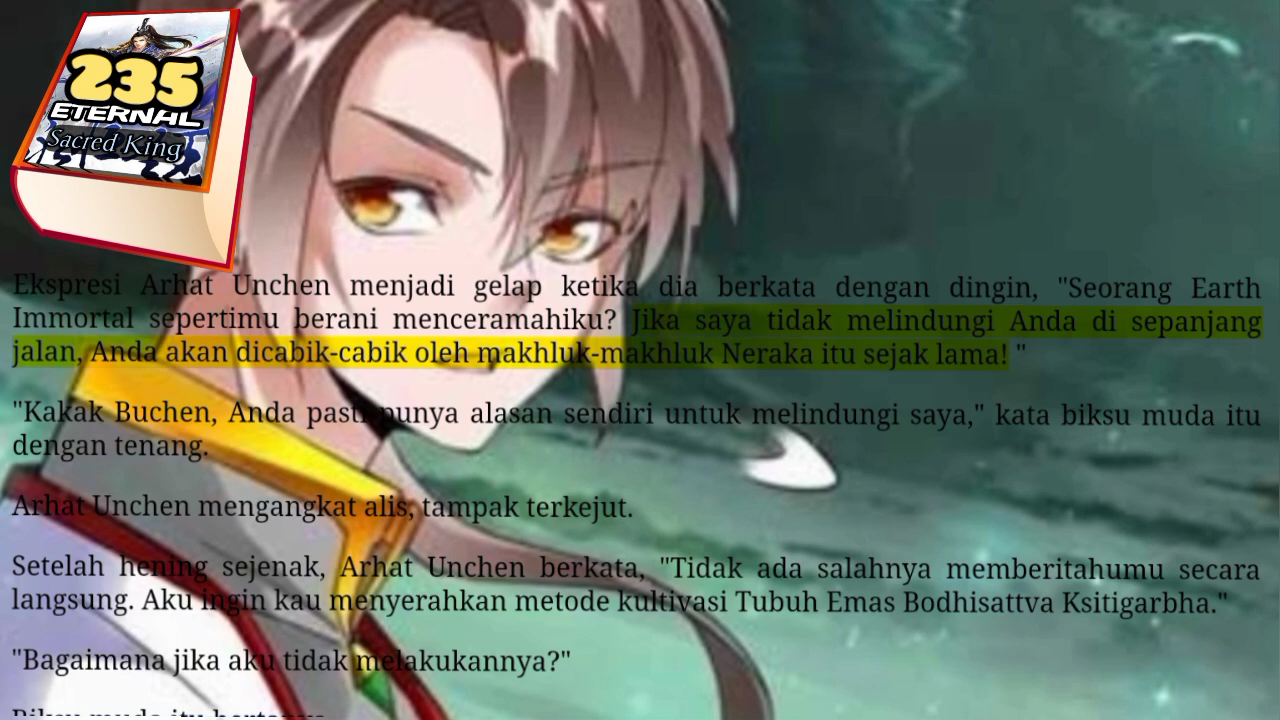 235
ETERNAL
Sacred King
Ekspresi Arhat Unchen menjadi gelap ketika dia berkata dengan dingin, "Seorang Earth
Immortal sepertimu berani menceramahiku? Jika saya tidak melindungi Anda di sepanjang
jalan, Anda akan dicabik-cabik oleh makhluk-makhluk Neraka itu sejak lama! "
"Kakak Buchen, Anda pasti punya alasan sendiri untuk melindungi saya," kata biksu muda itu
dengan tenang.
Arhat Unchen mengangkat alis, tampak terkejut.
Setelah hening sejenak, Arhat Unchen berkata, "Tidak ada salahnya memberitahumu secara
langsung. Aku ingin kau menyerahkan metode kultivasi Tubuh Emas Bodhisattva Ksitigarbha."
"Bagaimana jika aku tidak melakukannya?"
Biksu muda itu bertanya